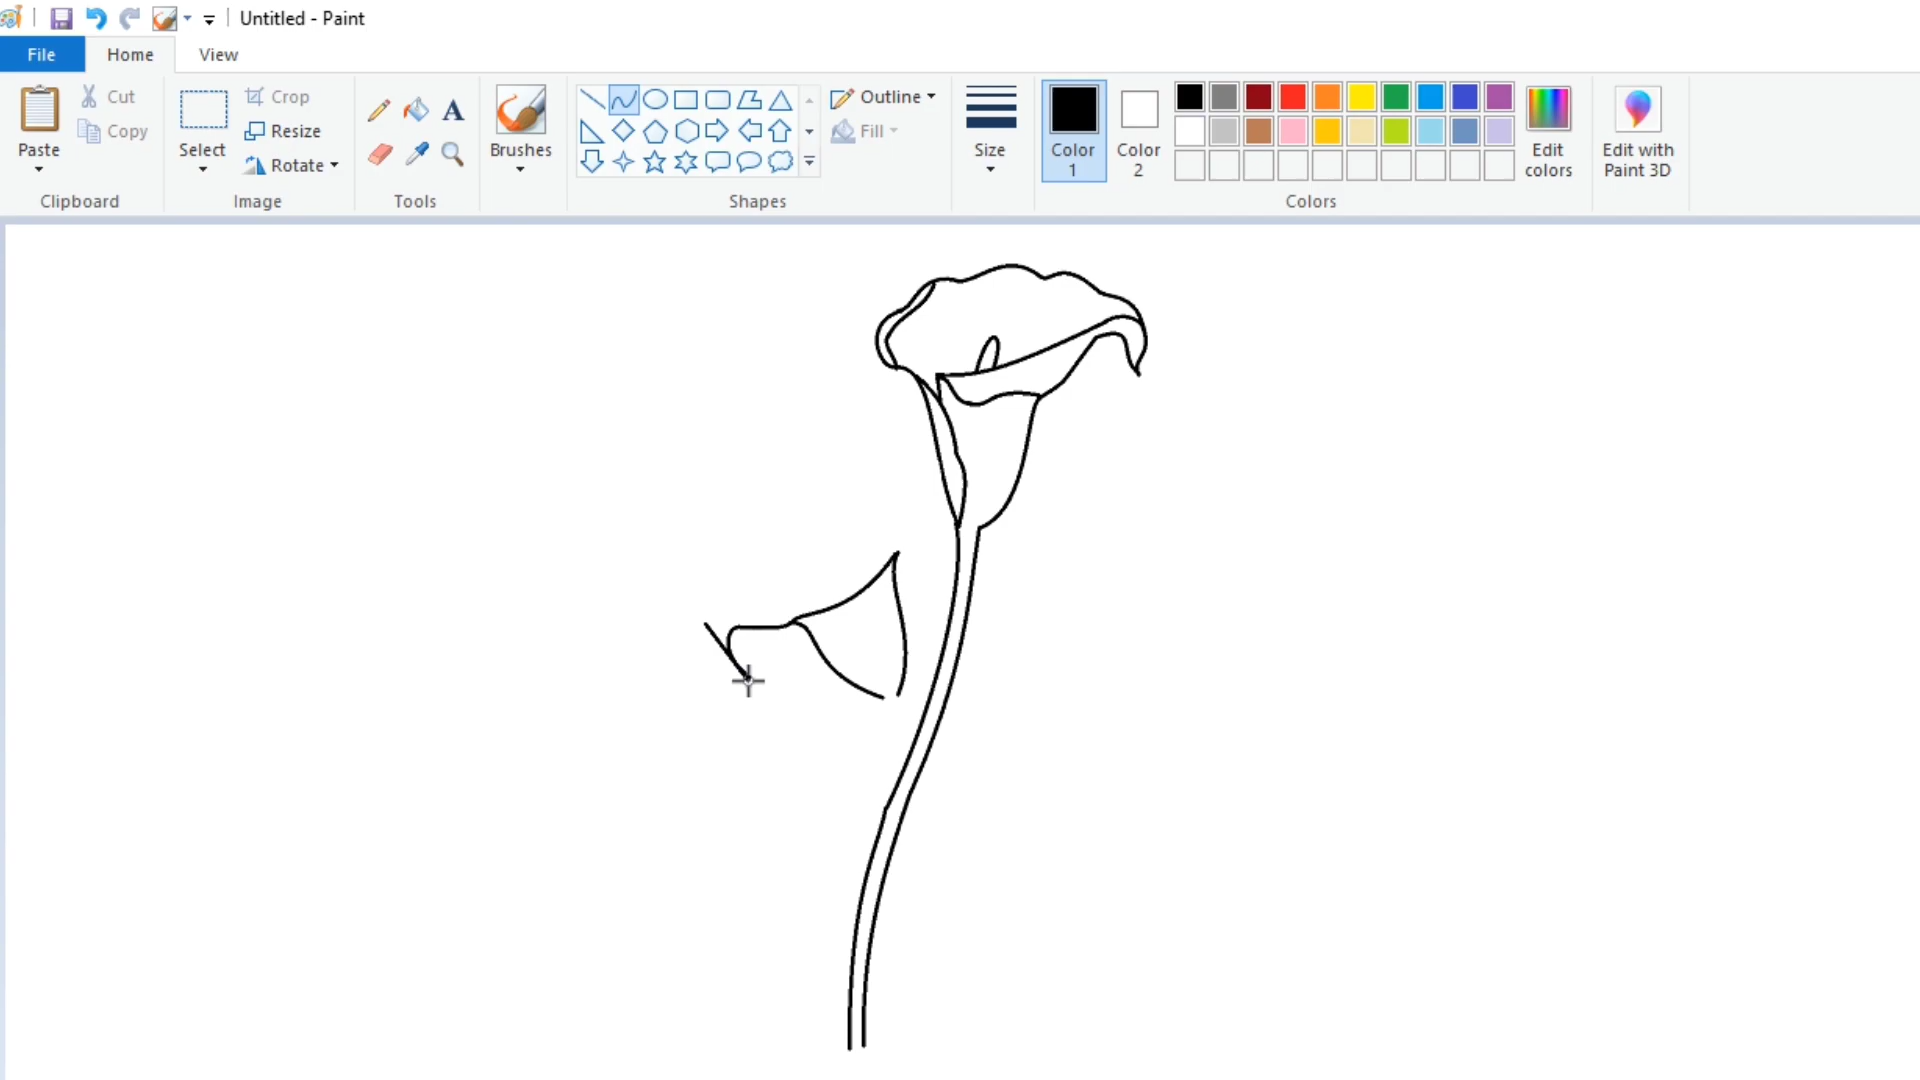 Untitled - Paint
File Home View
Paste
Cut
Copy
Clipboard
Select
Crop
Resize
Rotate
Image
A
Tools
Brushes
Outline
Fill
Shapes
Size
Color 1
Color 2
Edit colors
Colors
Edit with Paint 3D